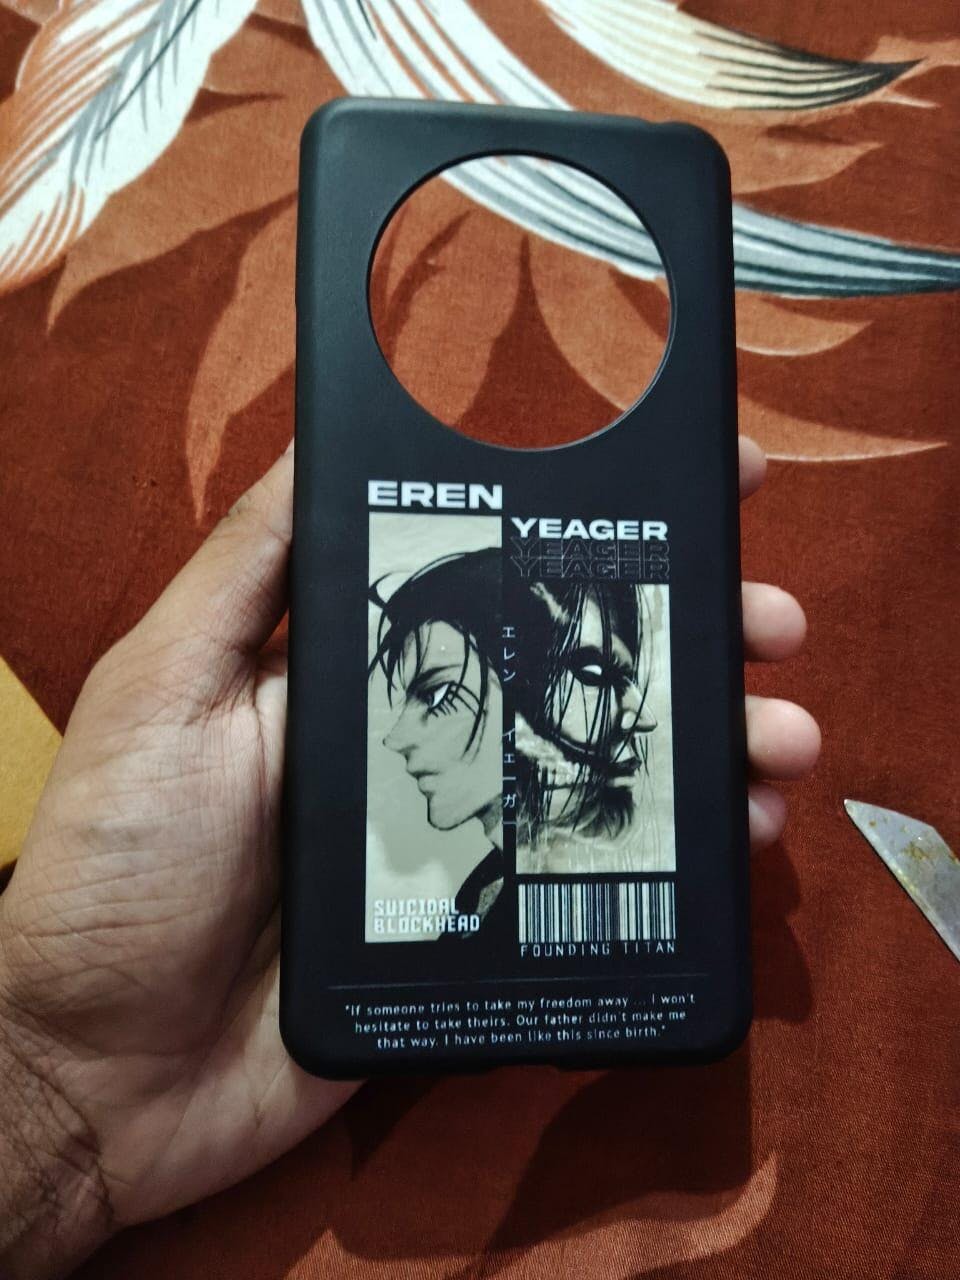 EREN
YEAGER
YEAGER
YEAGER
エレン イェーガー
SUICIDAL
BLOCKHEAD
FOUNDING TITAN
"If someone tries to take my freedom away ... I won't
hesitate to take theirs. Our father didn't make me
that way. I have been like this since birth."